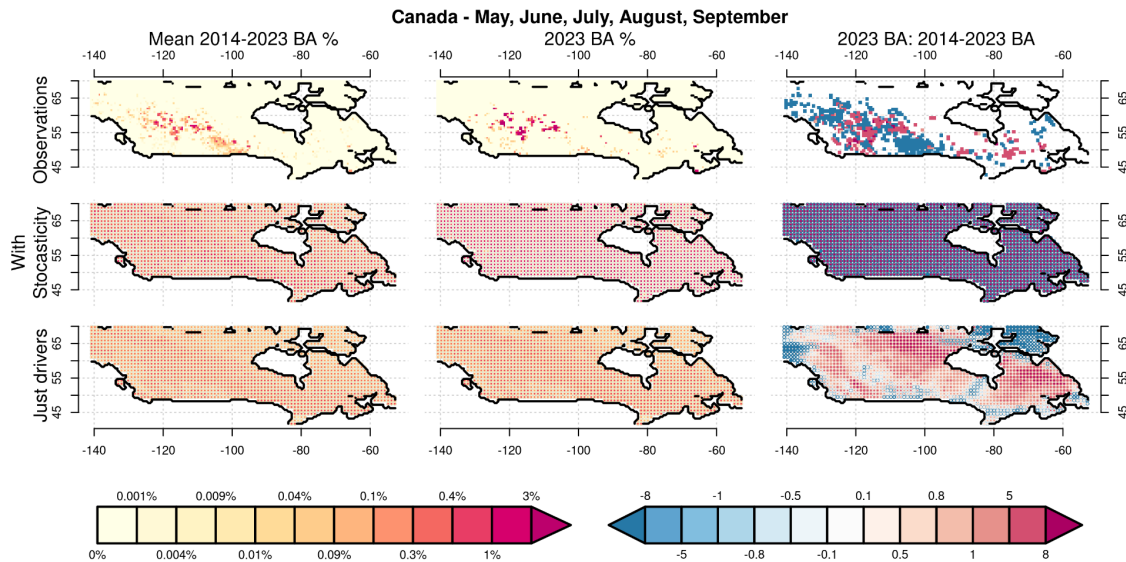 Canada - May, June, July, August, September
Mean 2014-2023 BA % 2023 BA % 2023 BA: 2014-2023 BA
-140 -120 -100 -80 -60 -140 -120 -100 -80 -60 -140 -120 -100 -80 -60
Observations
45 55 65
45 55 65
With
Stocasticity
45 55 65
45 55 65
Just drivers
45 55 65
45 55 65
-140 -120 -100 -80 -60 -140 -120 -100 -80 -60 -140 -120 -100 -80 -60
0.001% 0.009% 0.04% 0.1% 0.4% 3% -8 -1 -0.5 0.1 0.8 5
0% 0.004% 0.01% 0.09% 0.3% 1% -5 -0.8 -0.1 0.5 1 8